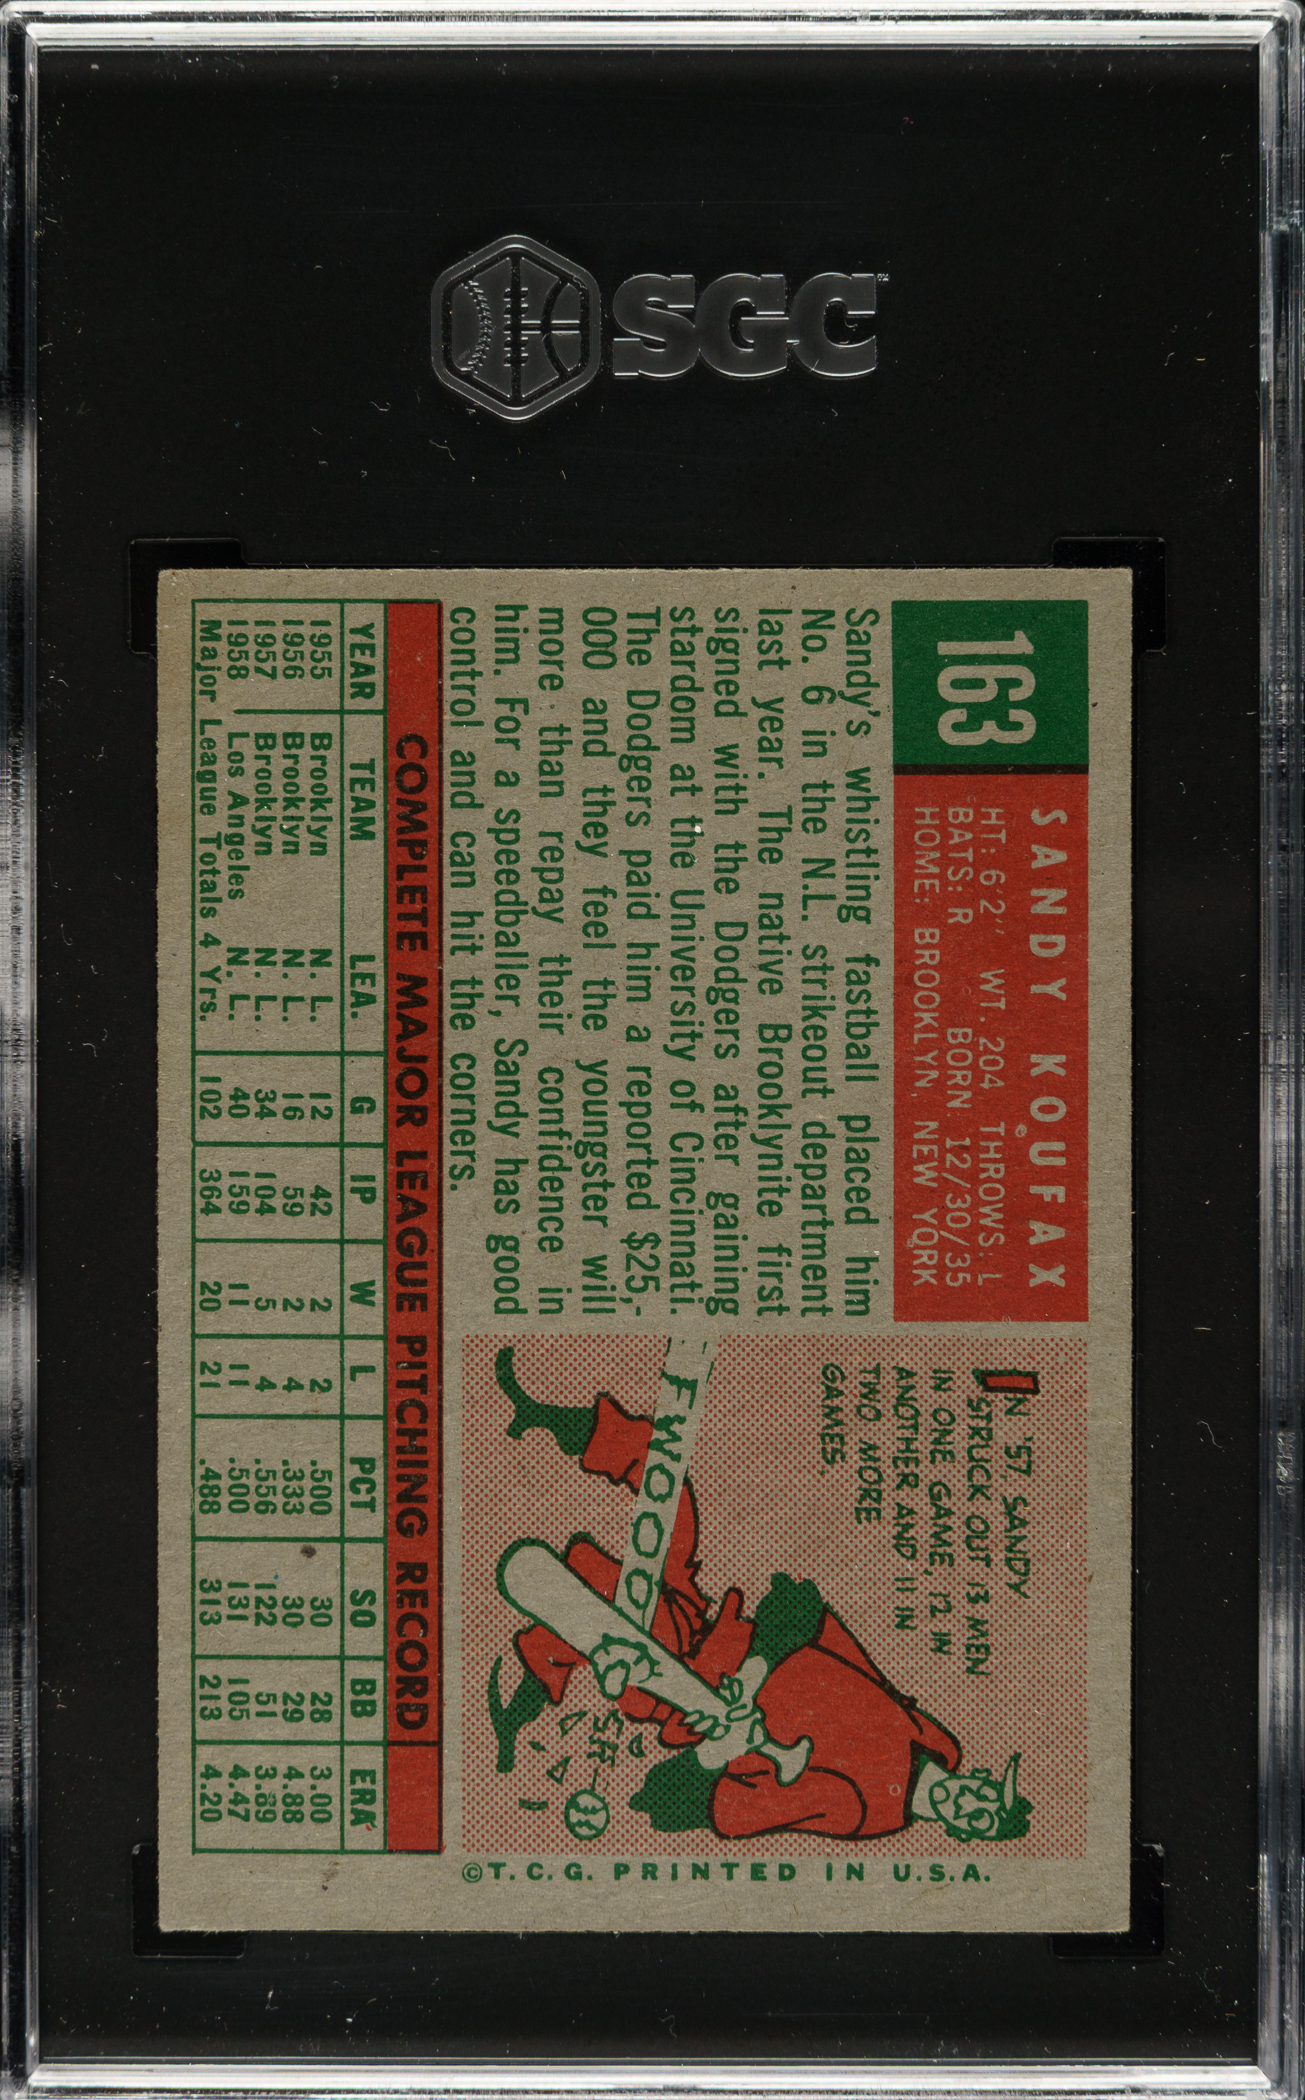 SGC
163
SANDY KOUFAX
HT: 6'2" WT. 204 THROWS: L
BATS: R BORN 12/30/35
HOME: BROOKLYN, NEW YORK
Sandy's whistling fastball placed him
No. 6 in the N.L. strikeout department
last year. The native Brooklynite first
signed with the Dodgers after gaining
stardom at the University of Cincinnati.
The Dodgers paid him a reported $25,-
000 and they feel the youngster will
more than repay their confidence in
him. For a speedballer, Sandy has good
control and can hit the corners.
IN '57, SANDY
STRUCK OUT 13 MEN
IN ONE GAME, 12 IN
ANOTHER AND 11 IN
TWO MORE
GAMES.
FWOOO
©T.C.G. PRINTED IN U.S.A.
COMPLETE MAJOR LEAGUE PITCHING RECORD
YEAR TEAM LEA. G IP W L PCT SO BB ERA
1955 Brooklyn N. L. 12 42 2 2 .500 30 28 3.00
1956 Brooklyn N. L. 16 59 2 4 .333 30 29 4.88
1957 Brooklyn N. L. 34 104 5 4 .556 122 51 3.89
1958 Los Angeles N. L. 40 159 11 11 .500 131 105 4.47
Major League Totals 4 Yrs. 102 364 20 21 .488 313 213 4.20